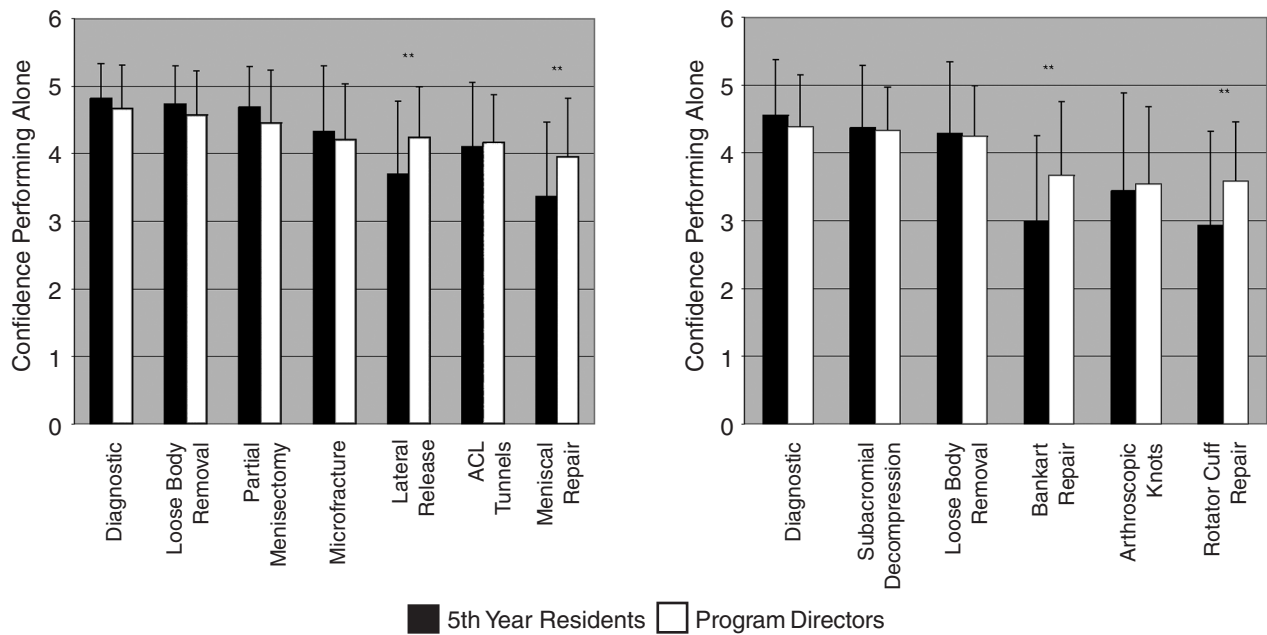 Confidence Performing Alone
6
5
4
3
2
1
0
**
**
Diagnostic
Loose Body
Removal
Partial
Menisectomy
Microfracture
Lateral
Release
ACL
Tunnels
Meniscal
Repair
Confidence Performing Alone
6
5
4
3
2
1
0
**
**
Diagnostic
Subacromial
Decompression
Loose Body
Removal
Bankart
Repair
Arthroscopic
Knots
Rotator Cuff
Repair
5th Year Residents
Program Directors